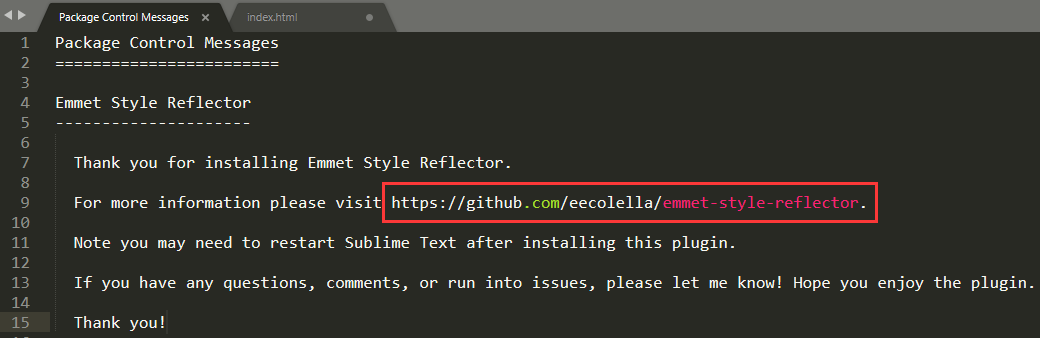 Package Control Messages ×
index.html
1 Package Control Messages
2 ========================
3
4 Emmet Style Reflector
5 ---------------------
6
7 Thank you for installing Emmet Style Reflector.
8
9 For more information please visit https://github.com/eecolella/emmet-style-reflector.
10
11 Note you may need to restart Sublime Text after installing this plugin.
12
13 If you have any questions, comments, or run into issues, please let me know! Hope you enjoy the plugin.
14
15 Thank you!